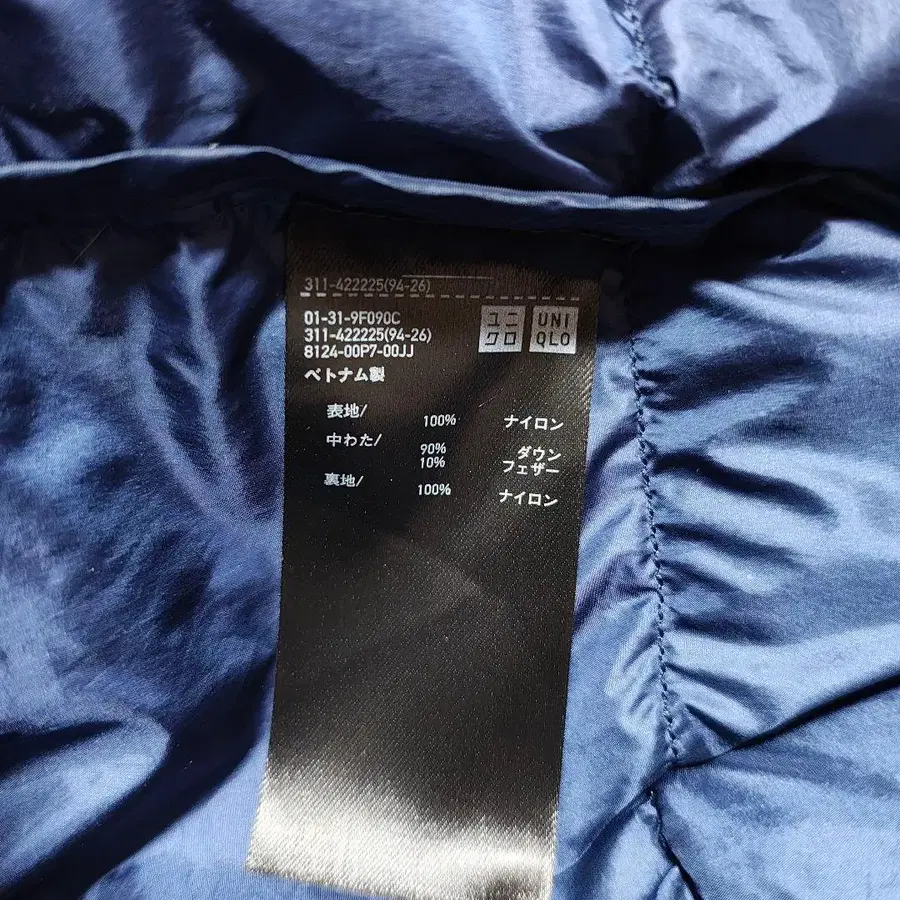 311-422225(94-26)
01-31-9F090C
311-422225(94-26)
8124-00P7-00JJ
ユニ
クロ
UNI
QLO
ベトナム製
表地/ 100% ナイロン
中わた/ 90% ダウン
10% フェザー
裏地/ 100% ナイロン